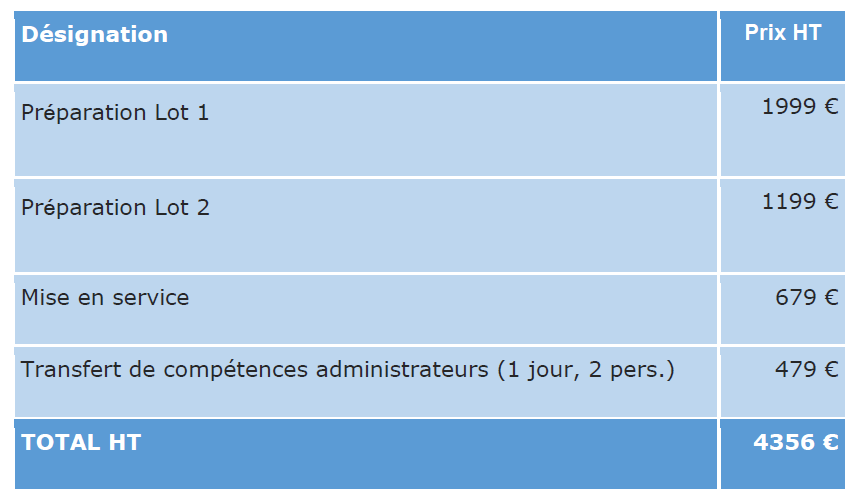 Désignation Prix HT
Préparation Lot 1 1999 €
Préparation Lot 2 1199 €
Mise en service 679 €
Transfert de compétences administrateurs (1 jour, 2 pers.) 479 €
TOTAL HT 4356 €